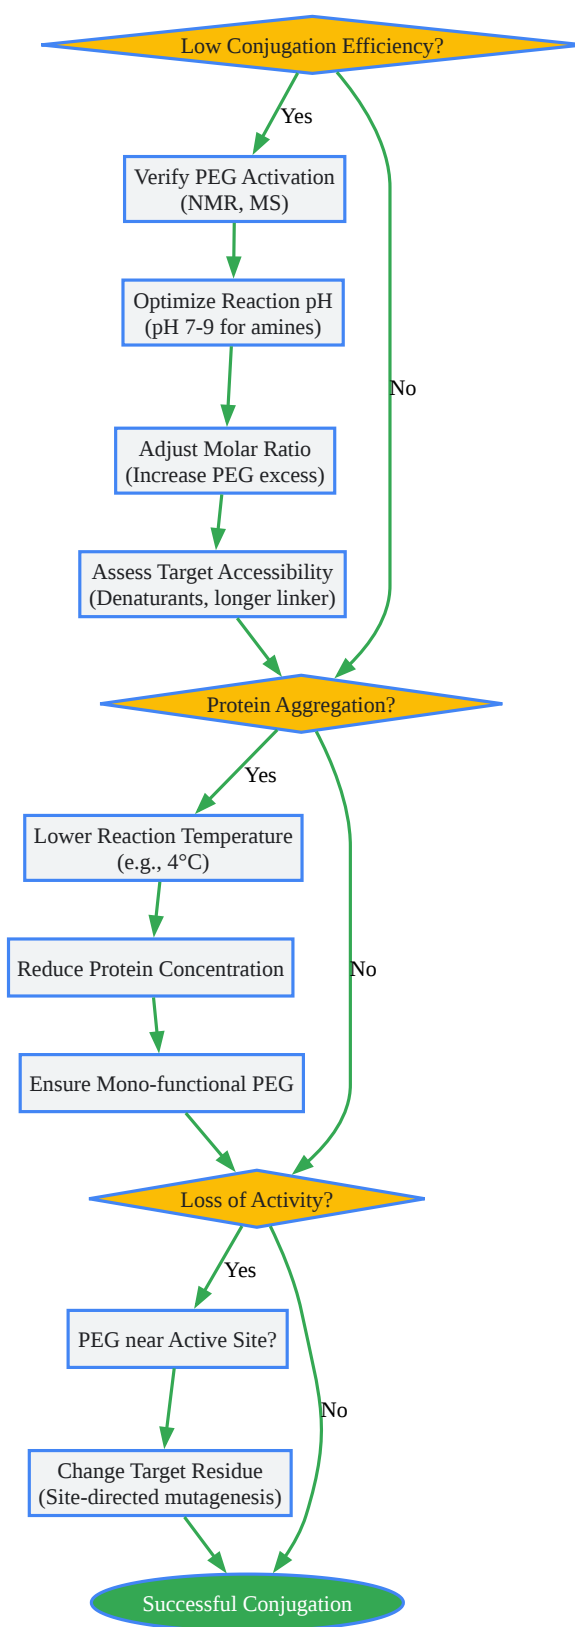 Low Conjugation Efficiency?
Yes
Verify PEG Activation
(NMR, MS)
Optimize Reaction pH
(pH 7-9 for amines)
No
Adjust Molar Ratio
(Increase PEG excess)
Assess Target Accessibility
(Denaturants, longer linker)
Protein Aggregation?
Yes
Lower Reaction Temperature
(e.g., 4°C)
Reduce Protein Concentration
No
Ensure Mono-functional PEG
Loss of Activity?
Yes
PEG near Active Site?
No
Change Target Residue
(Site-directed mutagenesis)
Successful Conjugation